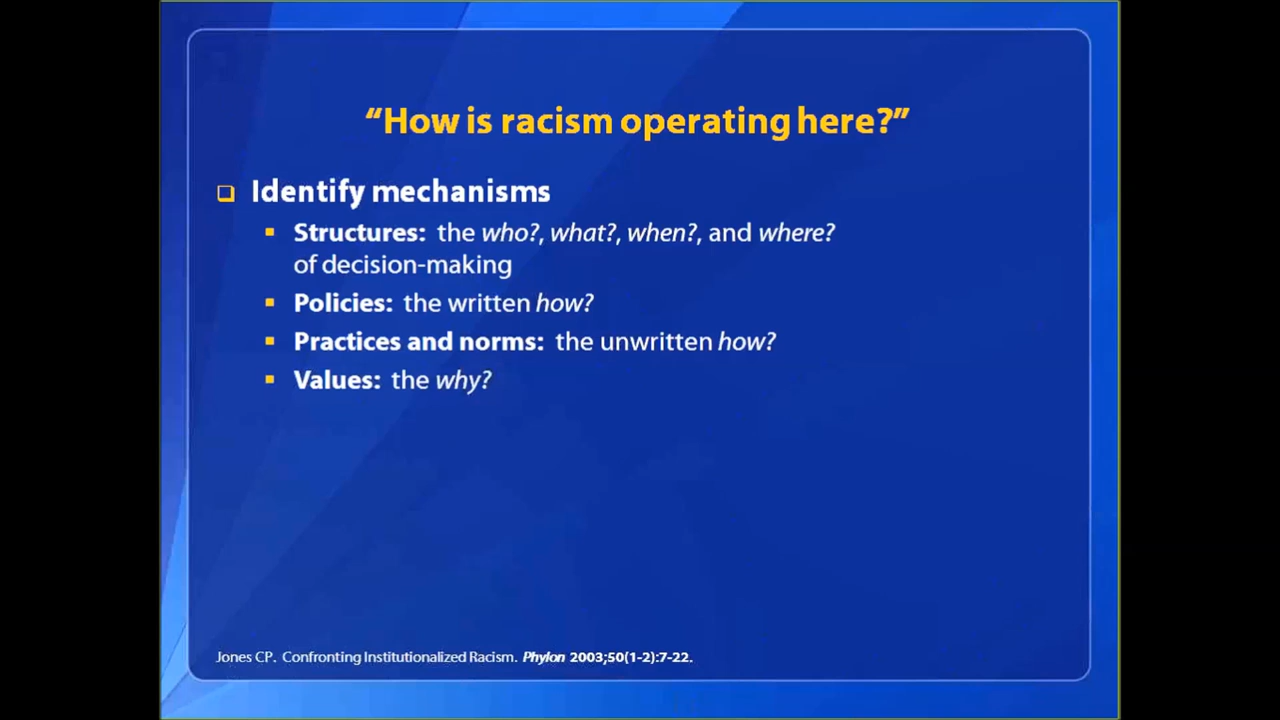 “How is racism operating here?”
Identify mechanisms
Structures: the who?, what?, when?, and where?
of decision-making
Policies: the written how?
Practices and norms: the unwritten how?
Values: the why?
Jones CP. Confronting Institutionalized Racism. Phylon 2003;50(1-2):7-22.